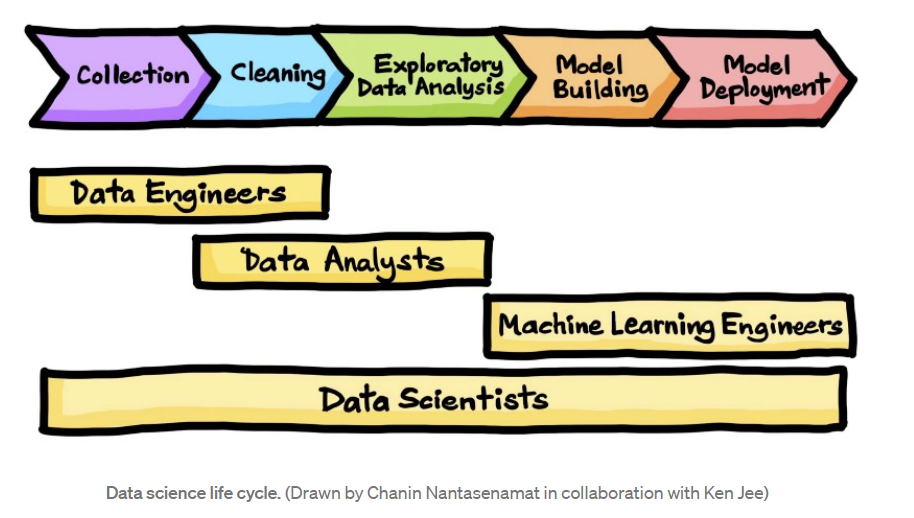 Collection
Cleaning
Exploratory
Data Analysis
Model
Building
Model
Deployment
Data Engineers
Data Analysts
Machine Learning Engineers
Data Scientists
Data science life cycle. (Drawn by Chanin Nantasenamat in collaboration with Ken Jee)